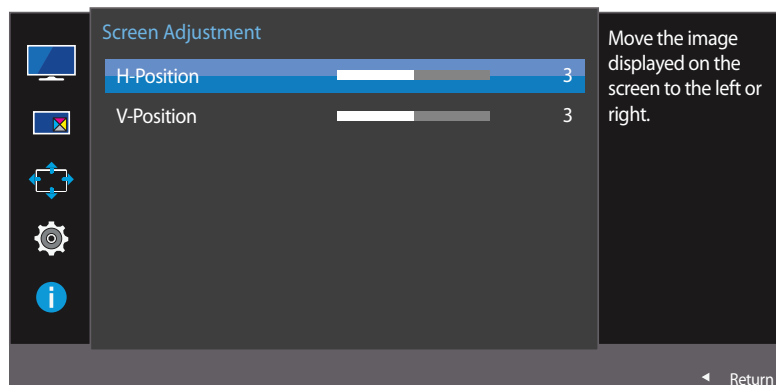 Screen Adjustment
H-Position 3
V-Position 3
Move the image
displayed on the
screen to the left or
right.
Return